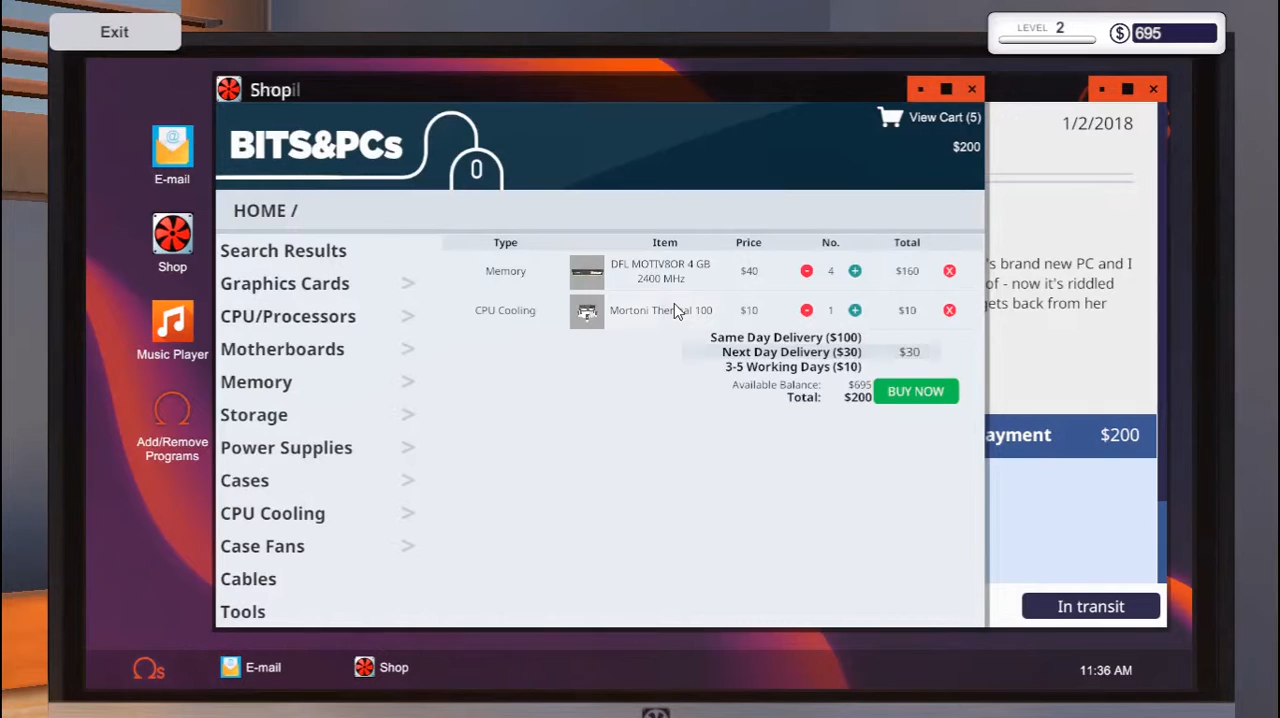 Exit
LEVEL 2
$ 695
Shop
BITS&PCs
View Cart (5)
$200
HOME /
Search Results
Graphics Cards >
CPU/Processors >
Motherboards >
Memory >
Storage >
Power Supplies >
Cases >
CPU Cooling >
Case Fans >
Cables
Tools
Type Item Price No. Total
Memory DFL MOTIV8OR 4 GB 2400 MHz $40 - 4 + $160 x
CPU Cooling Mortoni Thermal 100 $10 - 1 + $10 x
Same Day Delivery ($100)
Next Day Delivery ($30) $30
3-5 Working Days ($10)
Available Balance: $695
Total: $200
BUY NOW
1/2/2018
's brand new PC and I
of - now it's riddled
gets back from her
ayment $200
In transit
E-mail
Shop
Music Player
Add/Remove
Programs
Ωs
E-mail
Shop
11:36 AM